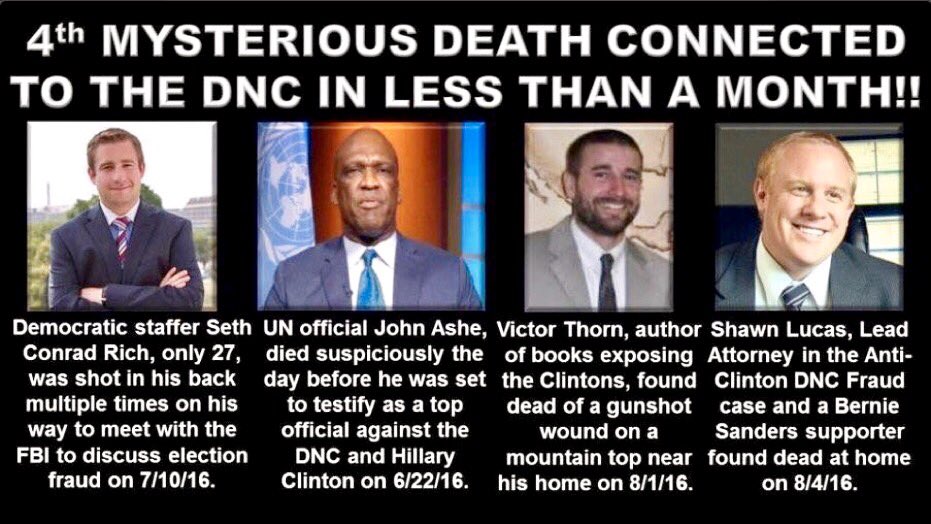 4th MYSTERIOUS DEATH CONNECTED
TO THE DNC IN LESS THAN A MONTH!!
Democratic staffer Seth
Conrad Rich, only 27,
was shot in his back
multiple times on his
way to meet with the
FBI to discuss election
fraud on 7/10/16.
UN official John Ashe,
died suspiciously the
day before he was set
to testify as a top
official against the
DNC and Hillary
Clinton on 6/22/16.
Victor Thorn, author
of books exposing
the Clintons, found
dead of a gunshot
wound on a
mountain top near
his home on 8/1/16.
Shawn Lucas, Lead
Attorney in the Anti-
Clinton DNC Fraud
case and a Bernie
Sanders supporter
found dead at home
on 8/4/16.